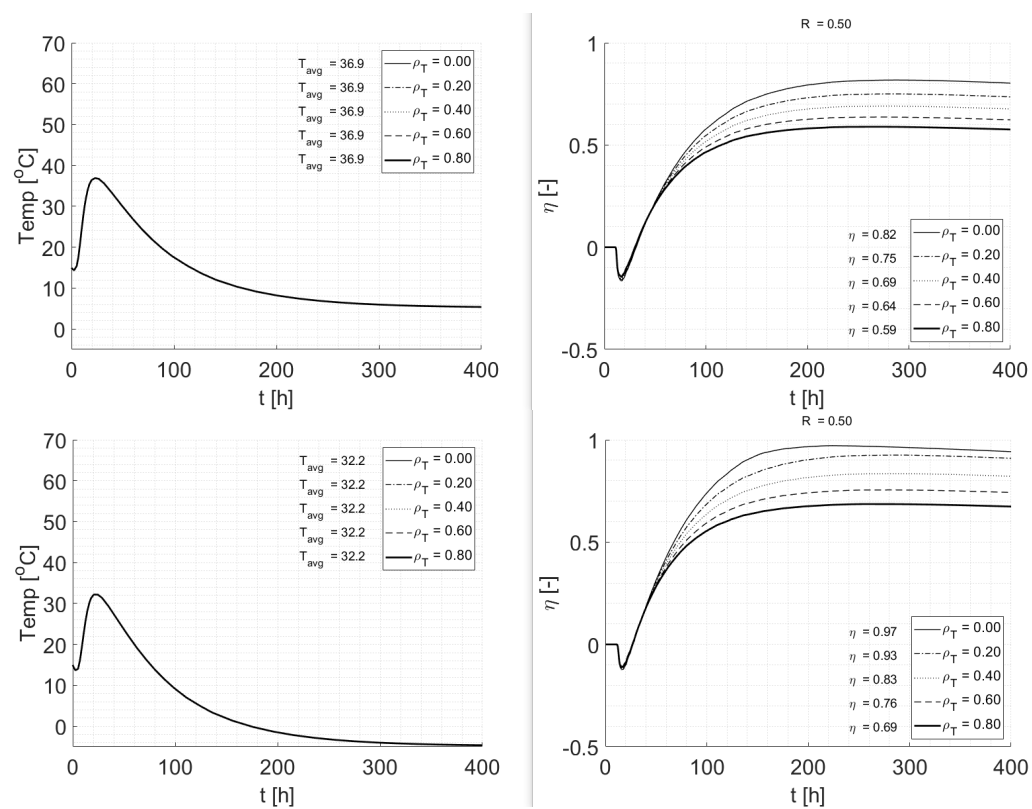 70
60
50
40
30
20
10
0
Temp [°C]
0 100 200 300 400
t [h]
T_avg = 36.9 ρ_T = 0.00
T_avg = 36.9 ρ_T = 0.20
T_avg = 36.9 ρ_T = 0.40
T_avg = 36.9 ρ_T = 0.60
T_avg = 36.9 ρ_T = 0.80
R = 0.50
1
0.5
0
-0.5
η [-]
0 100 200 300 400
t [h]
η = 0.82 ρ_T = 0.00
η = 0.75 ρ_T = 0.20
η = 0.69 ρ_T = 0.40
η = 0.64 ρ_T = 0.60
η = 0.59 ρ_T = 0.80
70
60
50
40
30
20
10
0
Temp [°C]
0 100 200 300 400
t [h]
T_avg = 32.2 ρ_T = 0.00
T_avg = 32.2 ρ_T = 0.20
T_avg = 32.2 ρ_T = 0.40
T_avg = 32.2 ρ_T = 0.60
T_avg = 32.2 ρ_T = 0.80
R = 0.50
1
0.5
0
-0.5
η [-]
0 100 200 300 400
t [h]
η = 0.97 ρ_T = 0.00
η = 0.93 ρ_T = 0.20
η = 0.83 ρ_T = 0.40
η = 0.76 ρ_T = 0.60
η = 0.69 ρ_T = 0.80